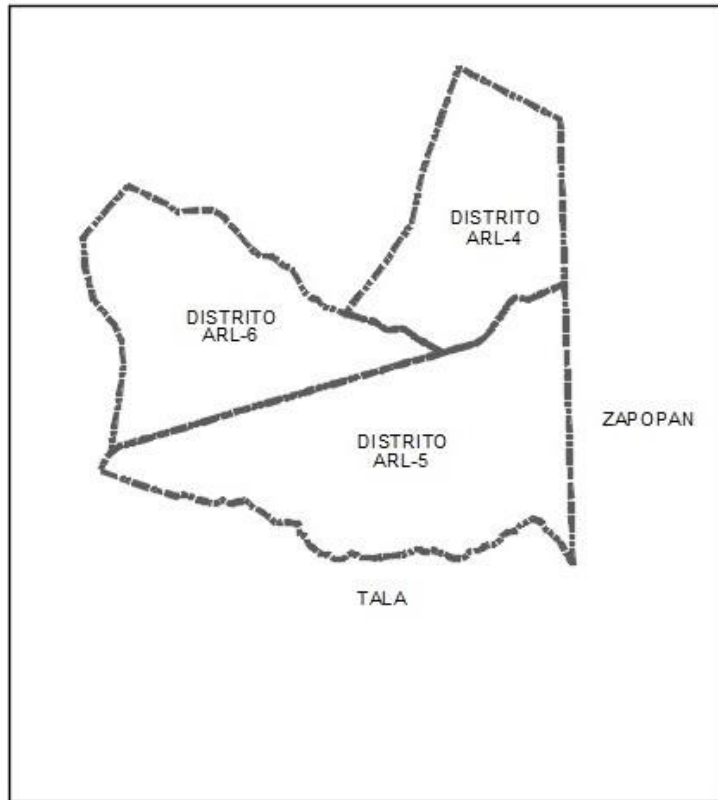 DISTRITO
ARL-4
DISTRITO
ARL-6
ZAPOPAN
DISTRITO
ARL-5
TALA